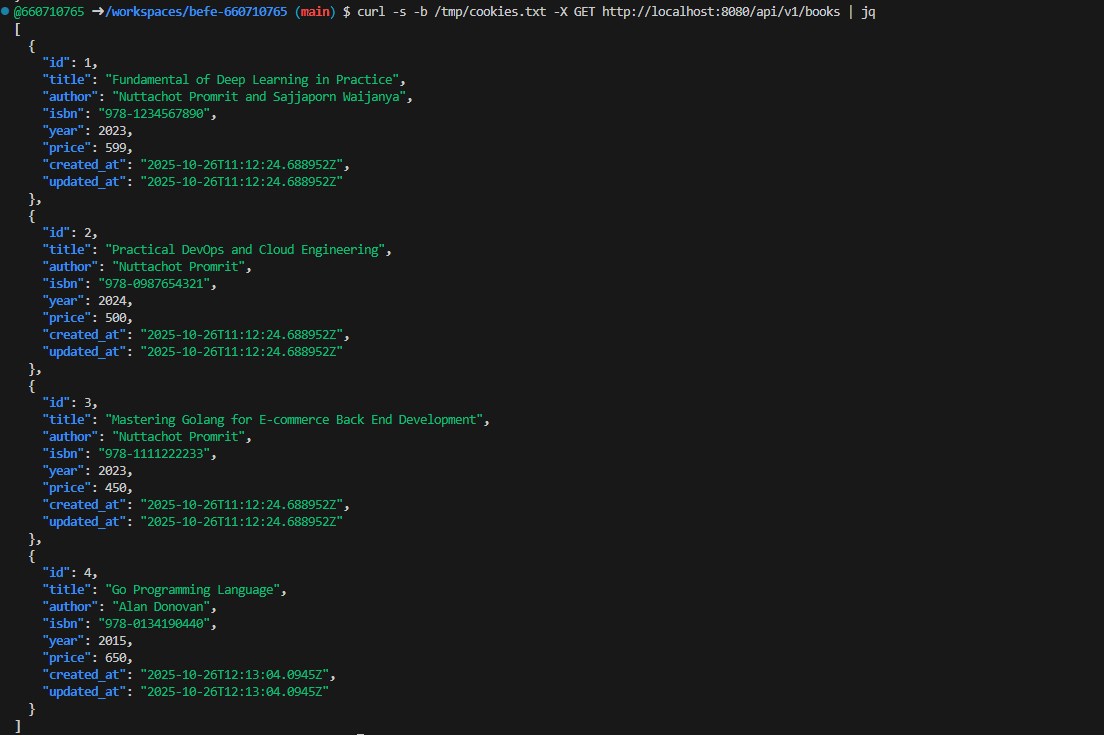 @660710765 ➜/workspaces/befe-660710765 (main) $ curl -s -b /tmp/cookies.txt -X GET http://localhost:8080/api/v1/books | jq
[
  {
    "id": 1,
    "title": "Fundamental of Deep Learning in Practice",
    "author": "Nuttachot Promrit and Sajjaporn Waijanya",
    "isbn": "978-1234567890",
    "year": 2023,
    "price": 599,
    "created_at": "2025-10-26T11:12:24.688952Z",
    "updated_at": "2025-10-26T11:12:24.688952Z"
  },
  {
    "id": 2,
    "title": "Practical DevOps and Cloud Engineering",
    "author": "Nuttachot Promrit",
    "isbn": "978-0987654321",
    "year": 2024,
    "price": 500,
    "created_at": "2025-10-26T11:12:24.688952Z",
    "updated_at": "2025-10-26T11:12:24.688952Z"
  },
  {
    "id": 3,
    "title": "Mastering Golang for E-commerce Back End Development",
    "author": "Nuttachot Promrit",
    "isbn": "978-1111222233",
    "year": 2023,
    "price": 450,
    "created_at": "2025-10-26T11:12:24.688952Z",
    "updated_at": "2025-10-26T11:12:24.688952Z"
  },
  {
    "id": 4,
    "title": "Go Programming Language",
    "author": "Alan Donovan",
    "isbn": "978-0134190440",
    "year": 2015,
    "price": 650,
    "created_at": "2025-10-26T12:13:04.0945Z",
    "updated_at": "2025-10-26T12:13:04.0945Z"
  }
]